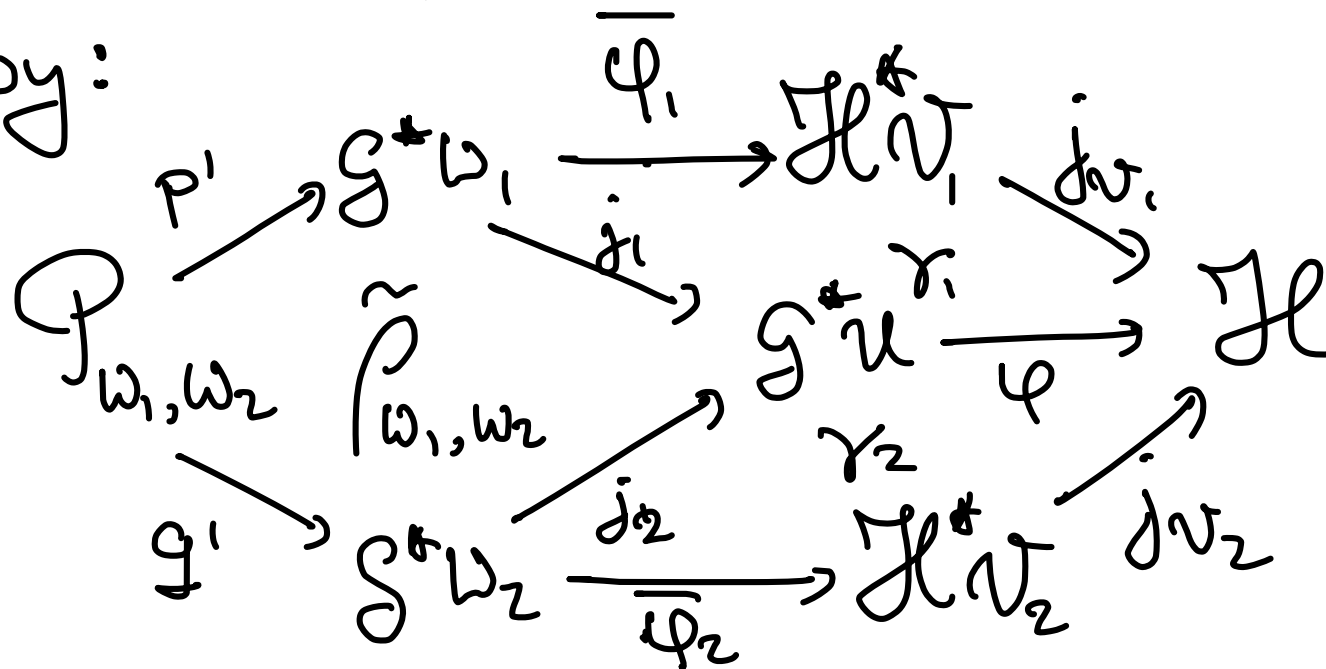 by:
φ̅₁
p' G*W₁ → H*V₁ j_{V₁}
j₁ γ₁
P_{W₁,W₂} ρ̃_{W₁,W₂} G*U → H
φ
γ₂
q' j₂ j_{V₂}
G*W₂ → H*V₂
φ̅₂